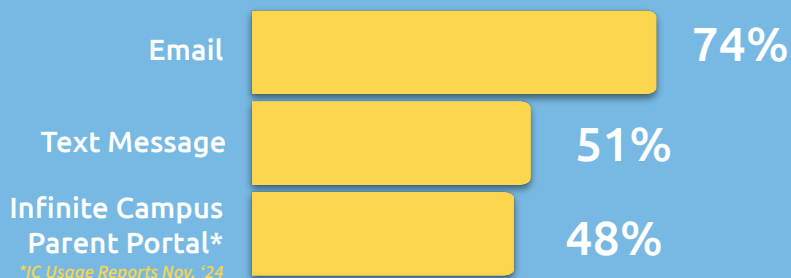 Email 74%
Text Message 51%
Infinite Campus
Parent Portal* 48%
*IC Usage Reports Nov. ‘24